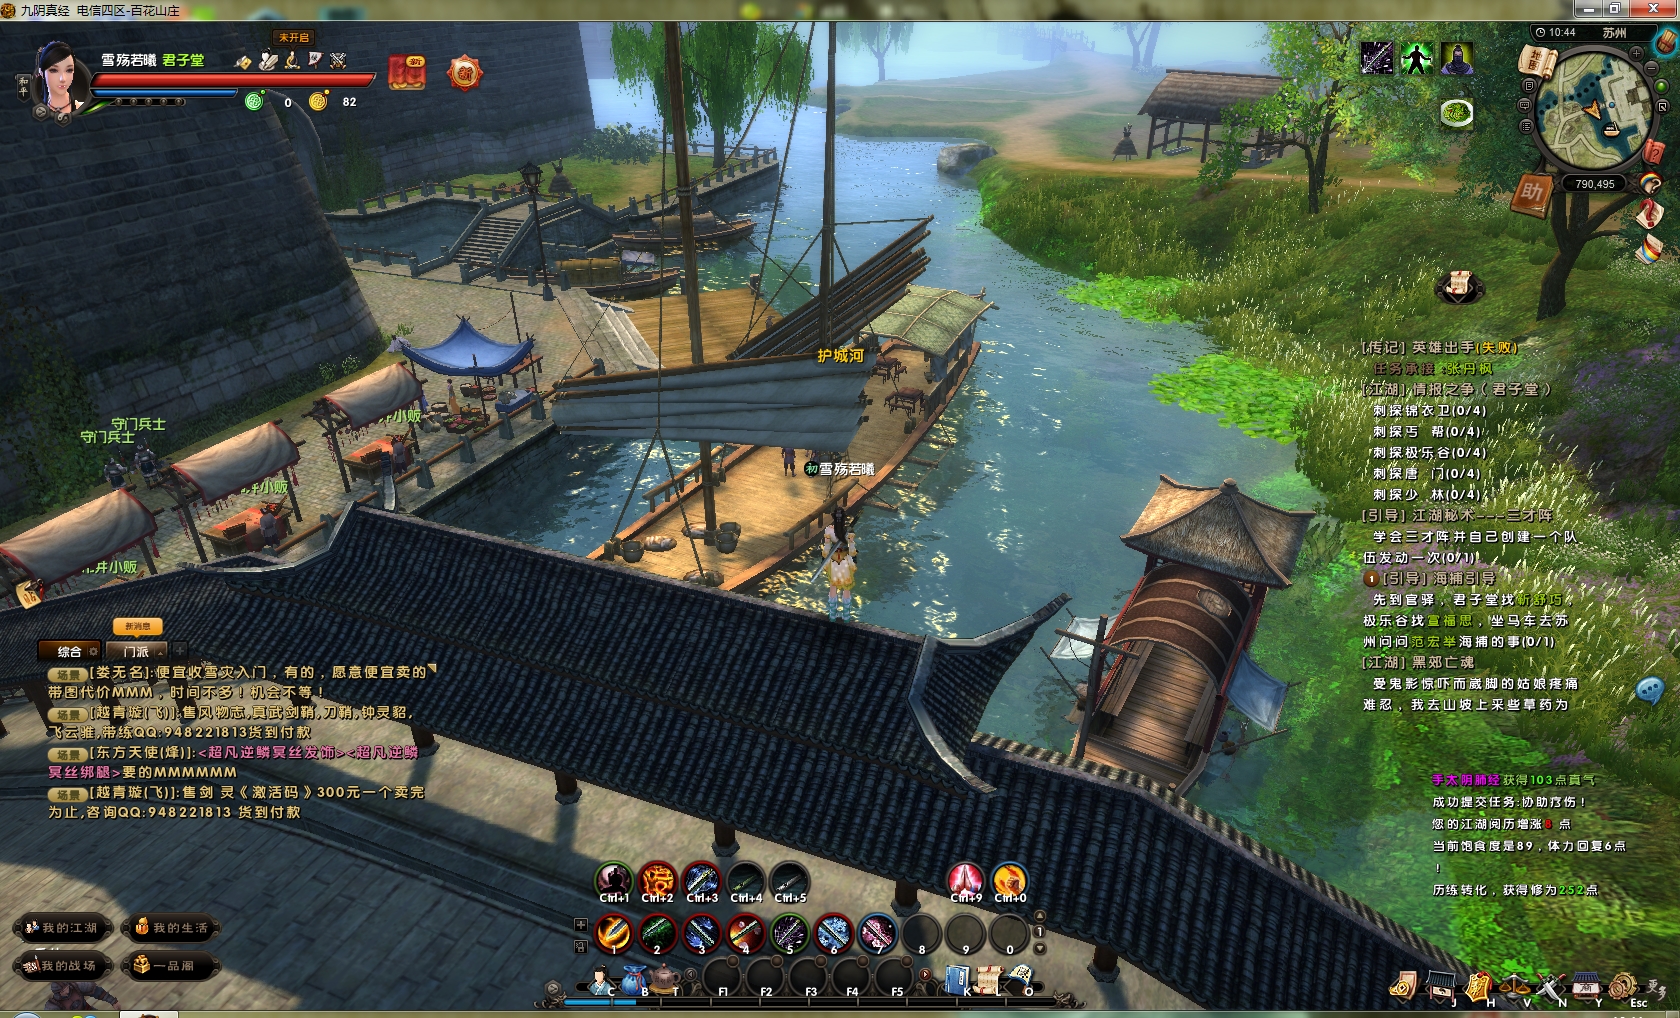 九阴真经 电信四区-百花山庄
未开启
雪殇若曦 君子堂
和平
0
82
10:44 苏州
790,495
助
护城河
初 雪殇若曦
守门兵士
守门兵士
小贩
小贩
井小贩
[传记] 英雄出手(失败)
任务承接:张丹枫
[江湖] 情报之争(君子堂)
刺探锦衣卫(0/4)
刺探丐 帮(0/4)
刺探极乐谷(0/4)
刺探唐 门(0/4)
刺探少 林(0/4)
[引导] 江湖秘术---三才阵
学会三才阵并自己创建一个队
伍发动一次(0/1)
1 [引导] 海捕引导
先到官驿，君子堂找靳舒巧，
极乐谷找富福思，坐马车去苏
州问问范宏举海捕的事(0/1)
[江湖] 黑郊亡魂
受鬼影惊吓而崴脚的姑娘疼痛
难忍，我去山坡上采些草药为
新消息
综合 门派
场景 [娄无名]:便宜收雪灾入门，有的，愿意便宜卖的
带图代价MMM，时间不多！机会不等！
场景 [越青璇(飞)]:售风物志,真武剑鞘,刀鞘,钟灵貂,
飞云骓,带练QQ:948221813货到付款
场景 [东方天使(烽)]:<超凡逆鳞冥丝发饰><超凡逆鳞
冥丝绑腿>要的MMMMMM
场景 [越青璇(飞)]:售剑 灵《激活码》300元一个卖完
为止,咨询QQ:948221813 货到付款
手太阴肺经获得103点真气
成功提交任务:协助疗伤！
您的江湖阅历增涨8 点
当前饱食度是89，体力回复6点
！
历练转化，获得修为252点
Ctrl+1 Ctrl+2 Ctrl+3 Ctrl+4 Ctrl+5 Ctrl+9 Ctrl+0
1 2 3 4 5 6 7 8 9 0 1
C B T F1 F2 F3 F4 F5 K L O
我的江湖 我的生活
我的战场 一品阁
J H V N Y Esc